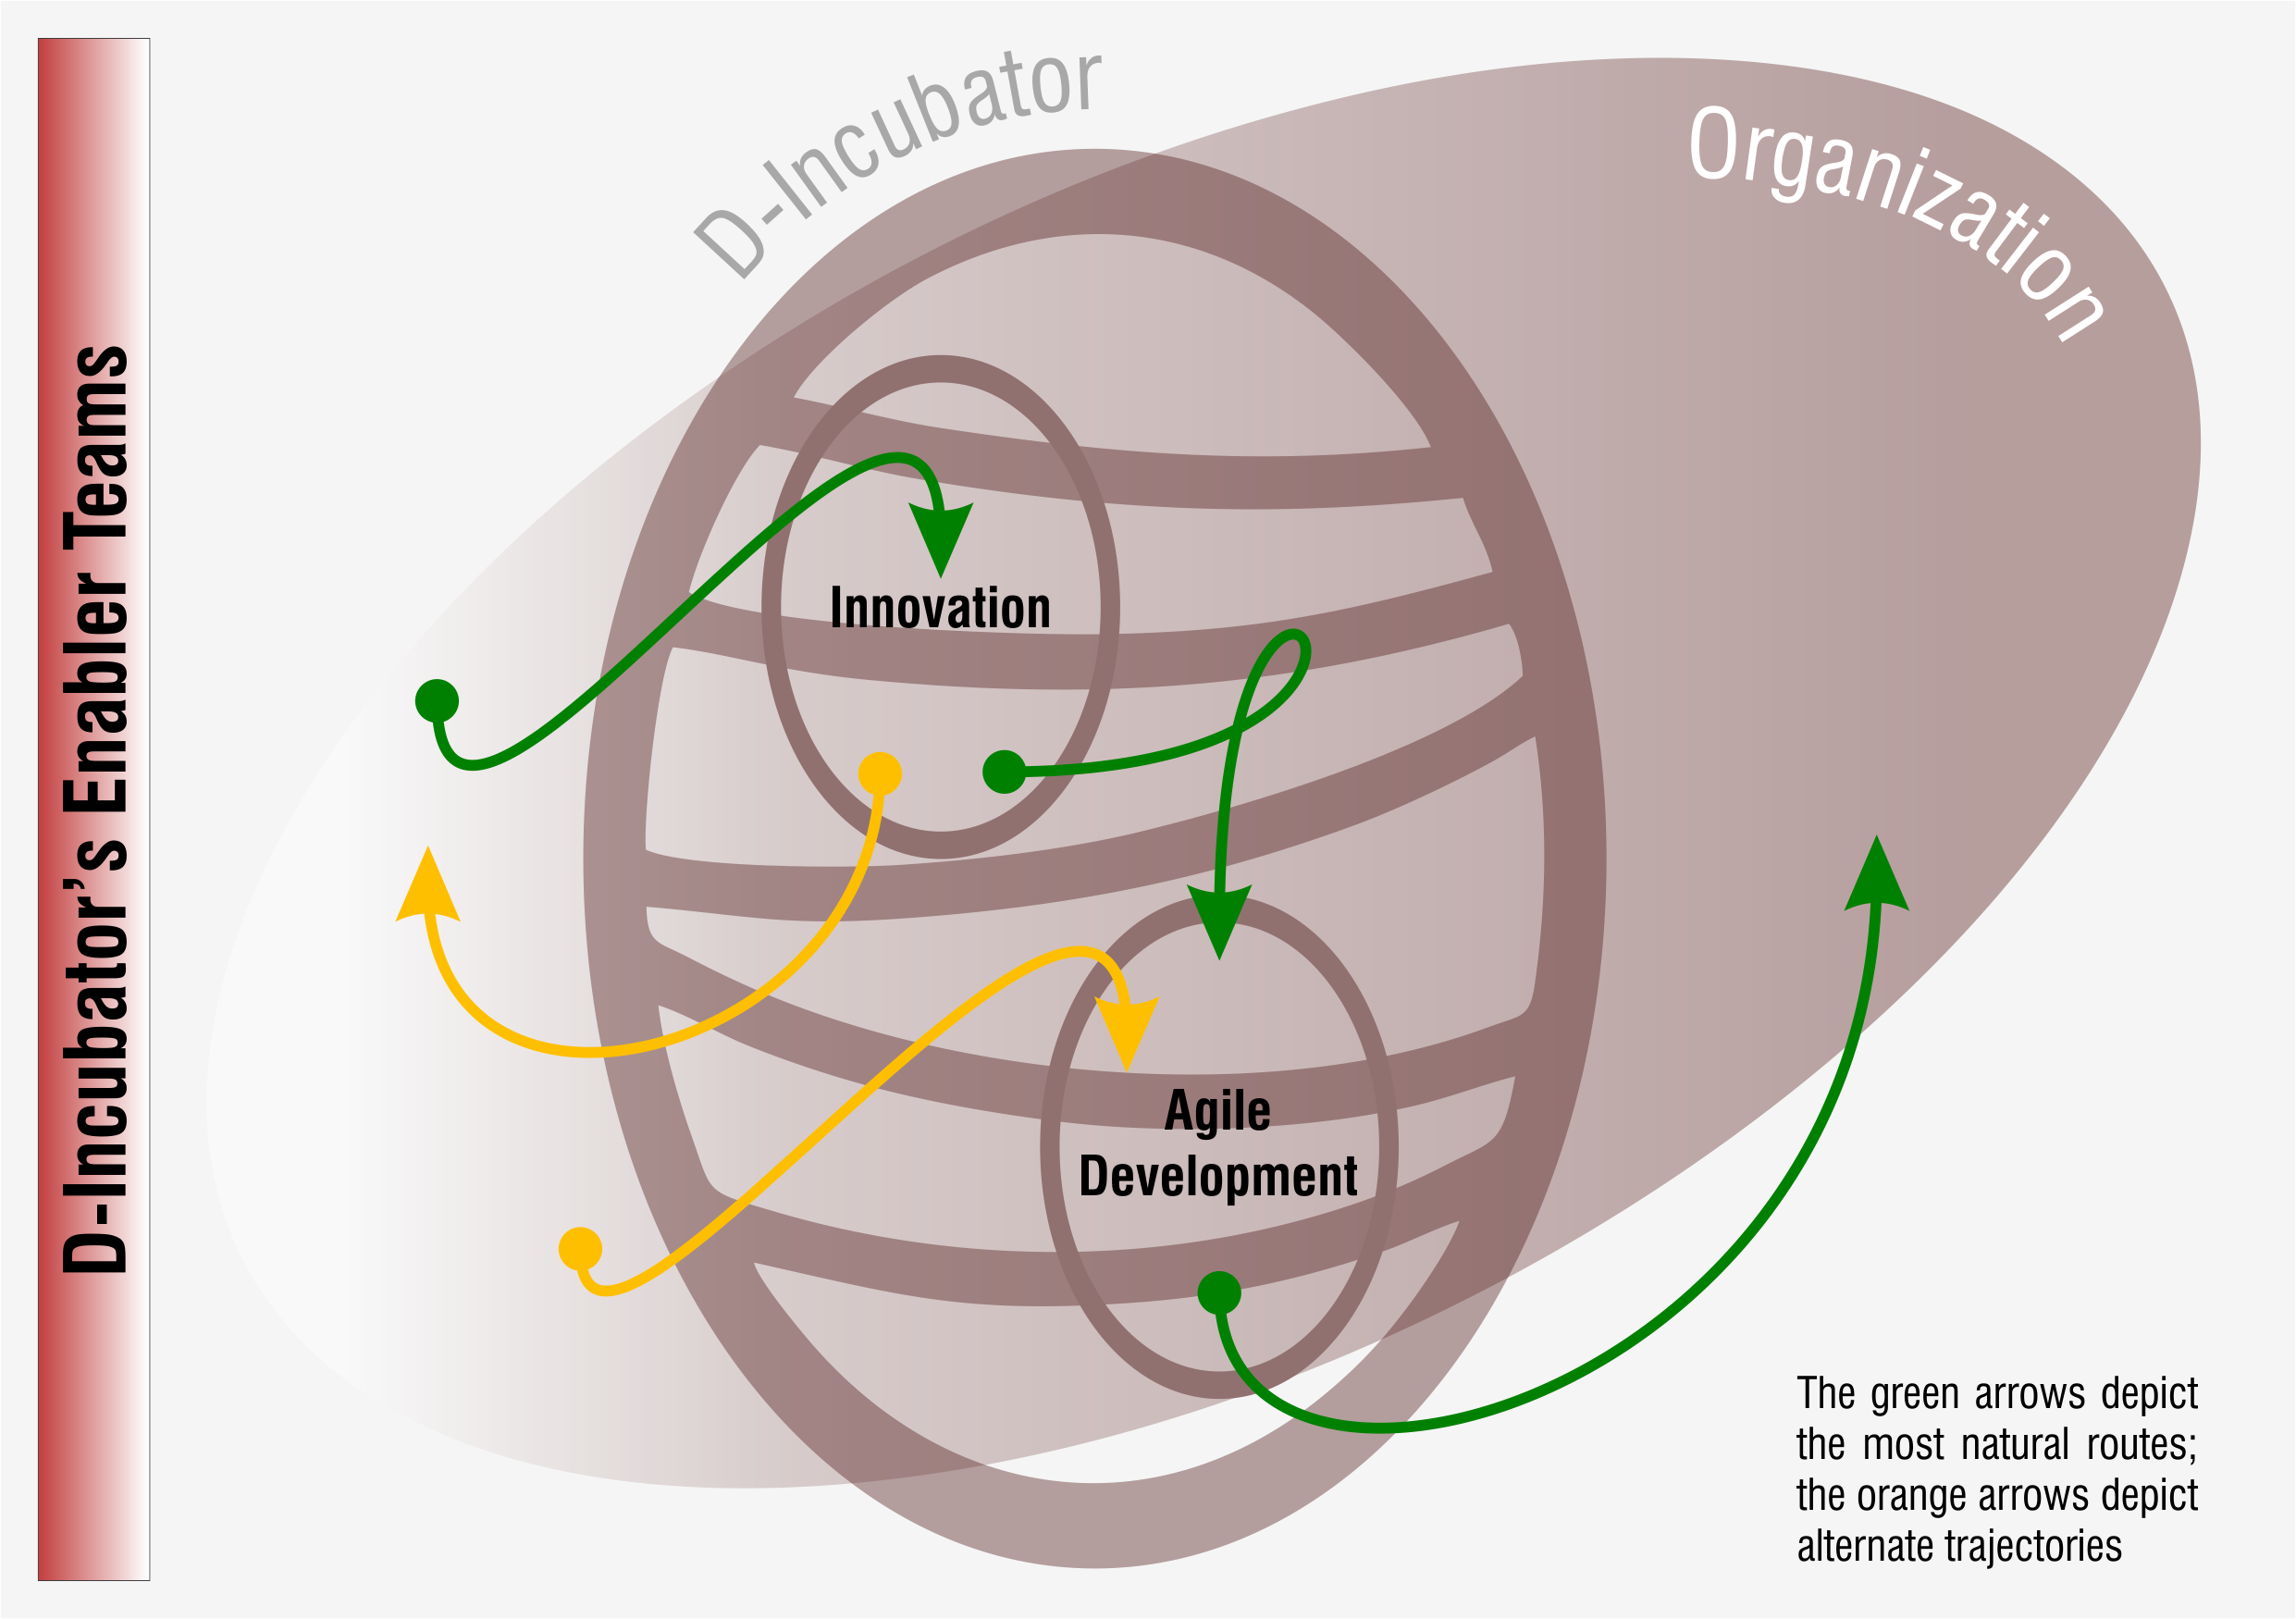 D-Incubator's Enabler Teams
D-Incubator
Organization
Innovation
Agile
Development
The green arrows depict
the most natural routes;
the orange arrows depict
alternate trajectories